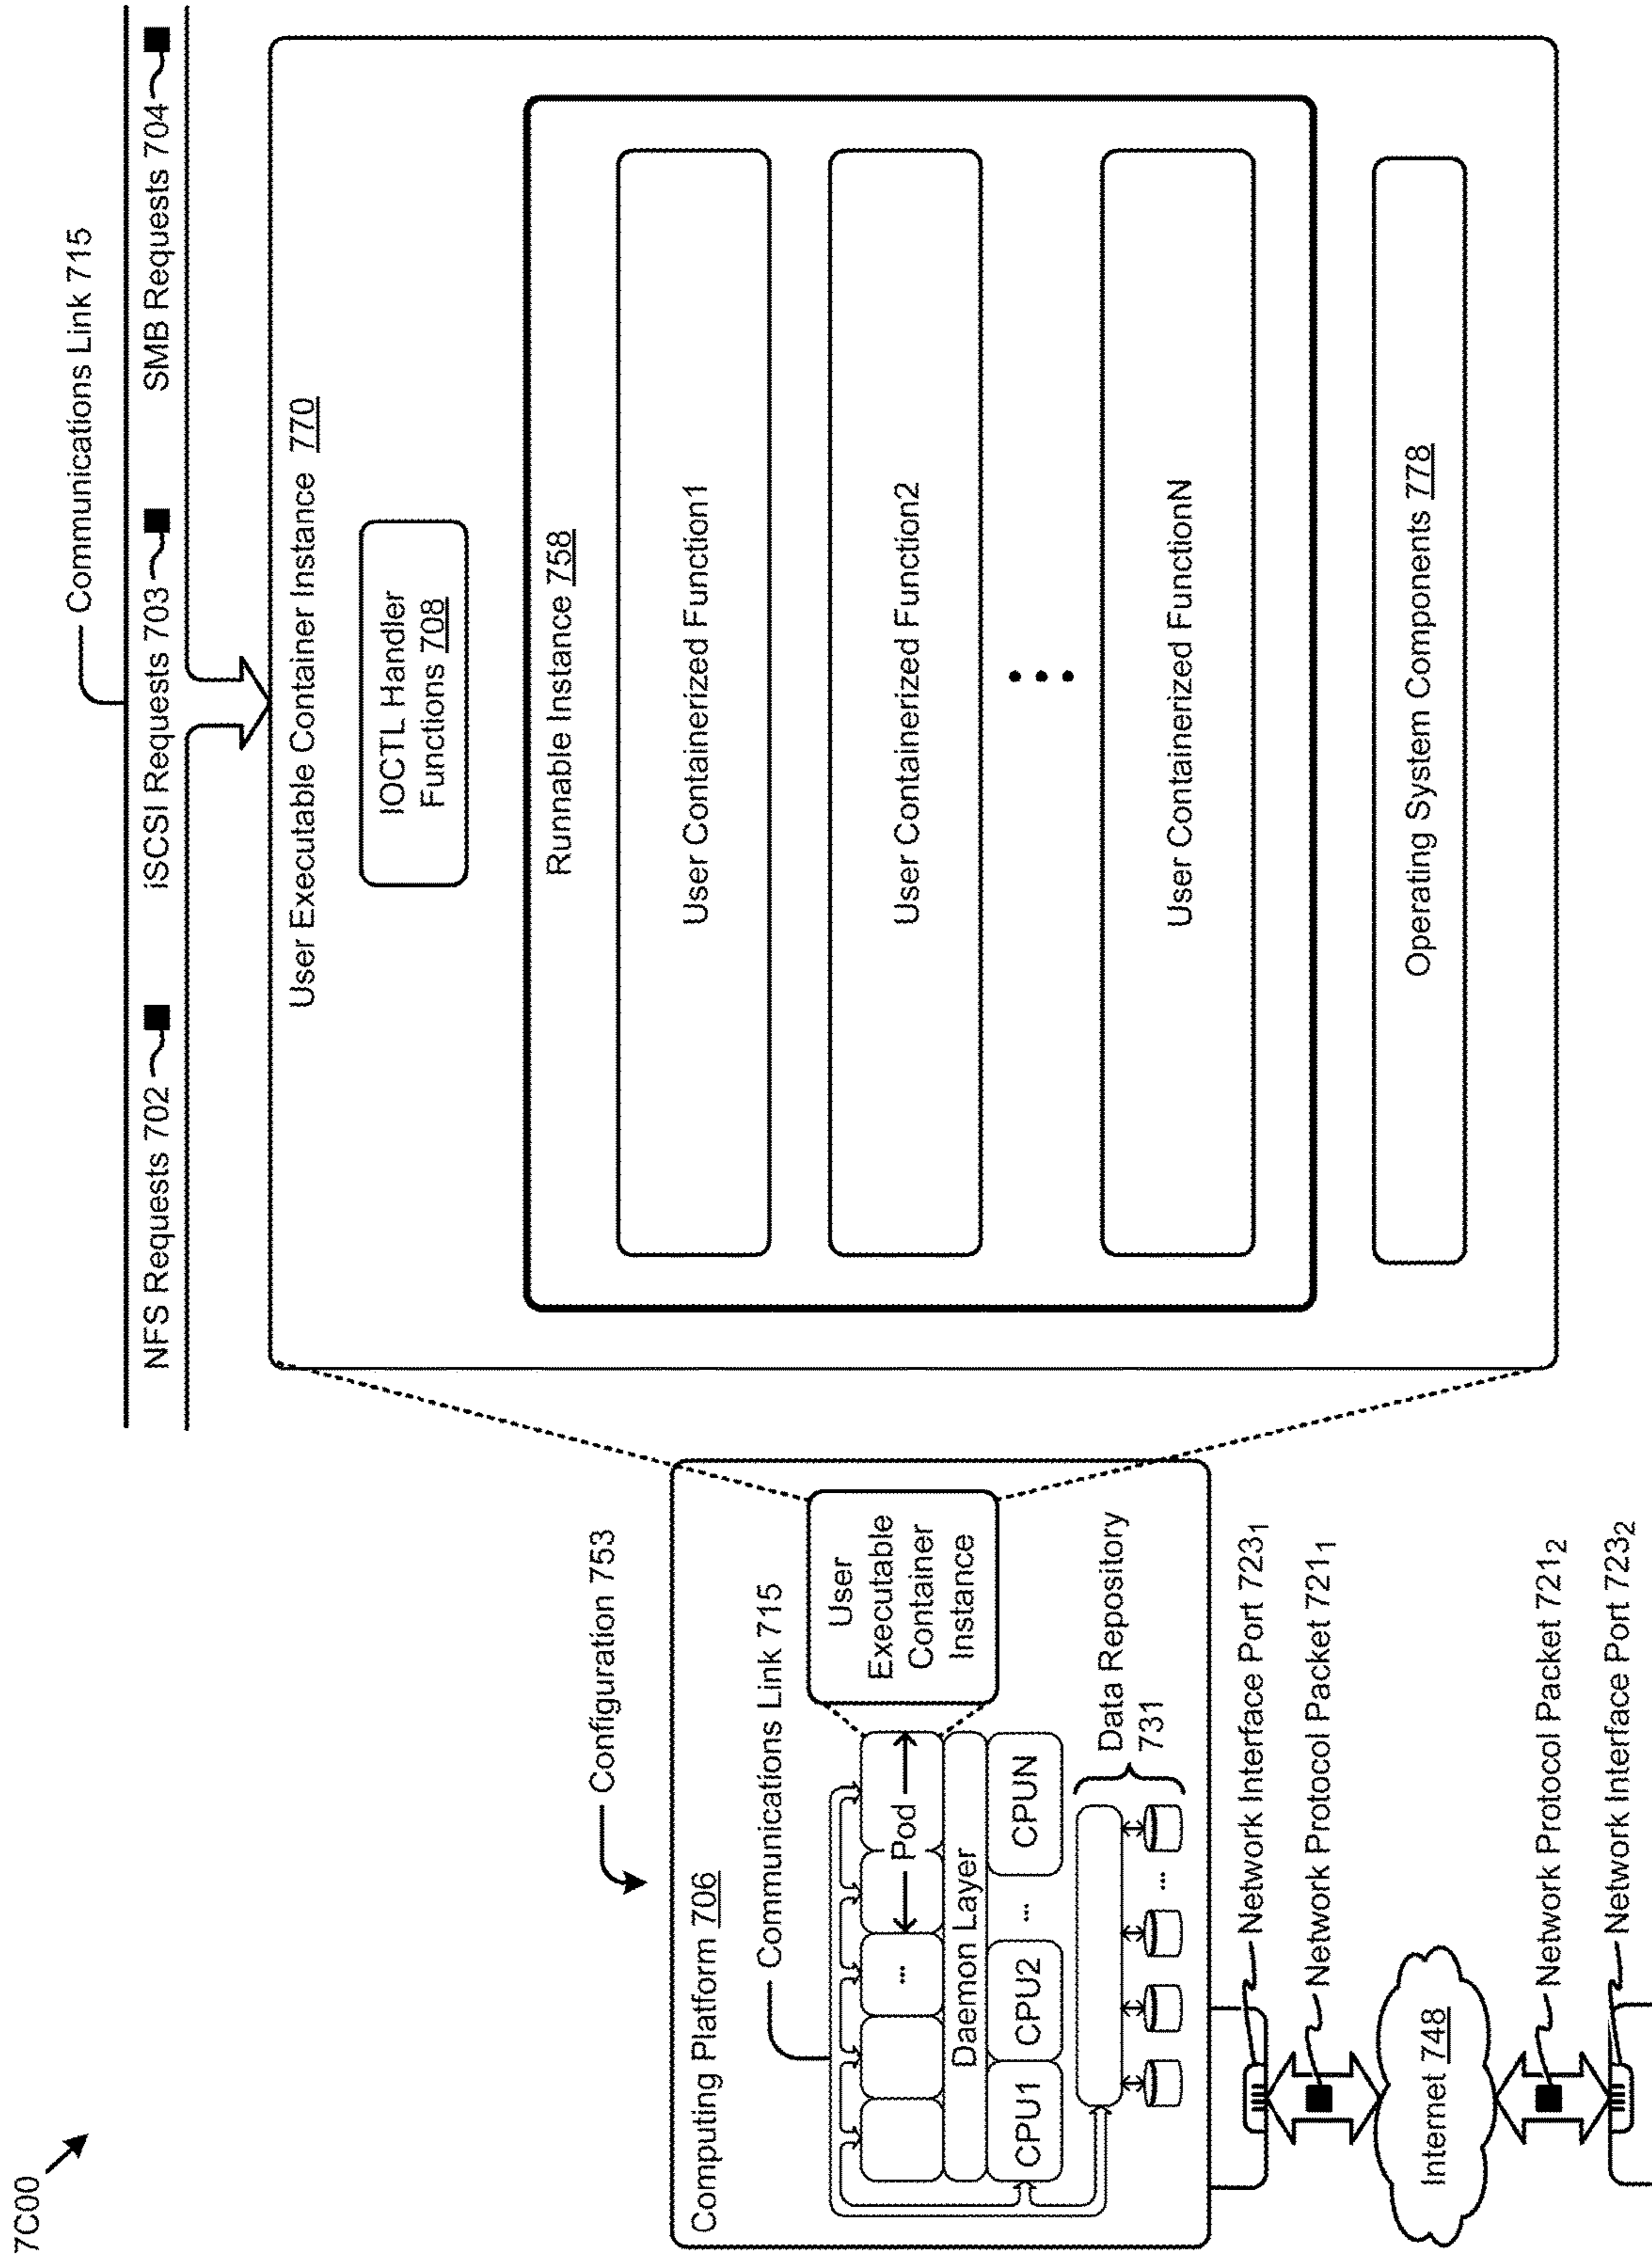 7C00
Configuration 753
Computing Platform 706
Communications Link 715
User
Executable
Container
Instance
...
Pod
Daemon Layer
CPU1
CPU2
...
CPUN
Data Repository
731
...
Network Interface Port 723₁
Network Protocol Packet 721₁
Internet 748
Network Protocol Packet 721₂
Network Interface Port 723₂
Communications Link 715
NFS Requests 702
iSCSI Requests 703
SMB Requests 704
User Executable Container Instance 770
IOCTL Handler
Functions 708
Runnable Instance 758
User Containerized Function1
User Containerized Function2
User Containerized FunctionN
Operating System Components 778